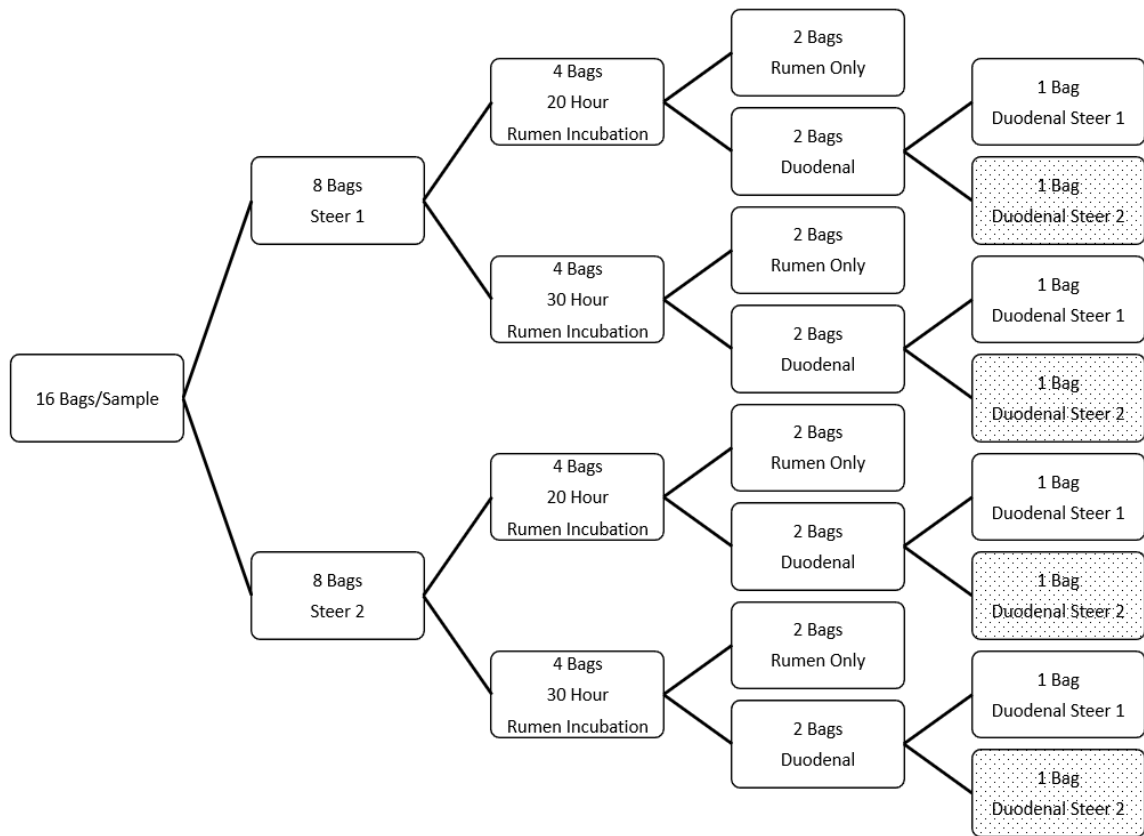 16 Bags/Sample
8 Bags
Steer 1
8 Bags
Steer 2
4 Bags
20 Hour
Rumen Incubation
4 Bags
30 Hour
Rumen Incubation
4 Bags
20 Hour
Rumen Incubation
4 Bags
30 Hour
Rumen Incubation
2 Bags
Rumen Only
2 Bags
Duodenal
2 Bags
Rumen Only
2 Bags
Duodenal
2 Bags
Rumen Only
2 Bags
Duodenal
2 Bags
Rumen Only
2 Bags
Duodenal
1 Bag
Duodenal Steer 1
1 Bag
Duodenal Steer 2
1 Bag
Duodenal Steer 1
1 Bag
Duodenal Steer 2
1 Bag
Duodenal Steer 1
1 Bag
Duodenal Steer 2
1 Bag
Duodenal Steer 1
1 Bag
Duodenal Steer 2